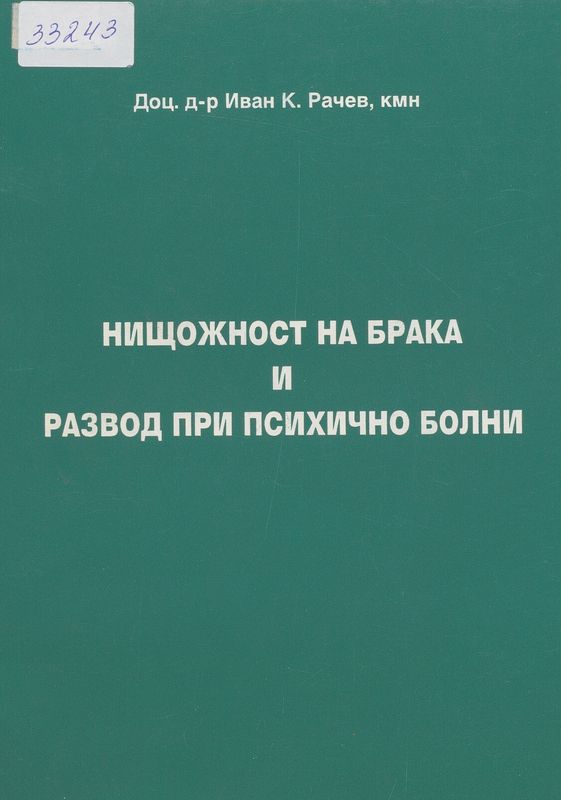 33243
Доц. д-р Иван К. Рачев, кмн
НИЩОЖНОСТ НА БРАКА
И
РАЗВОД ПРИ ПСИХИЧНО БОЛНИ